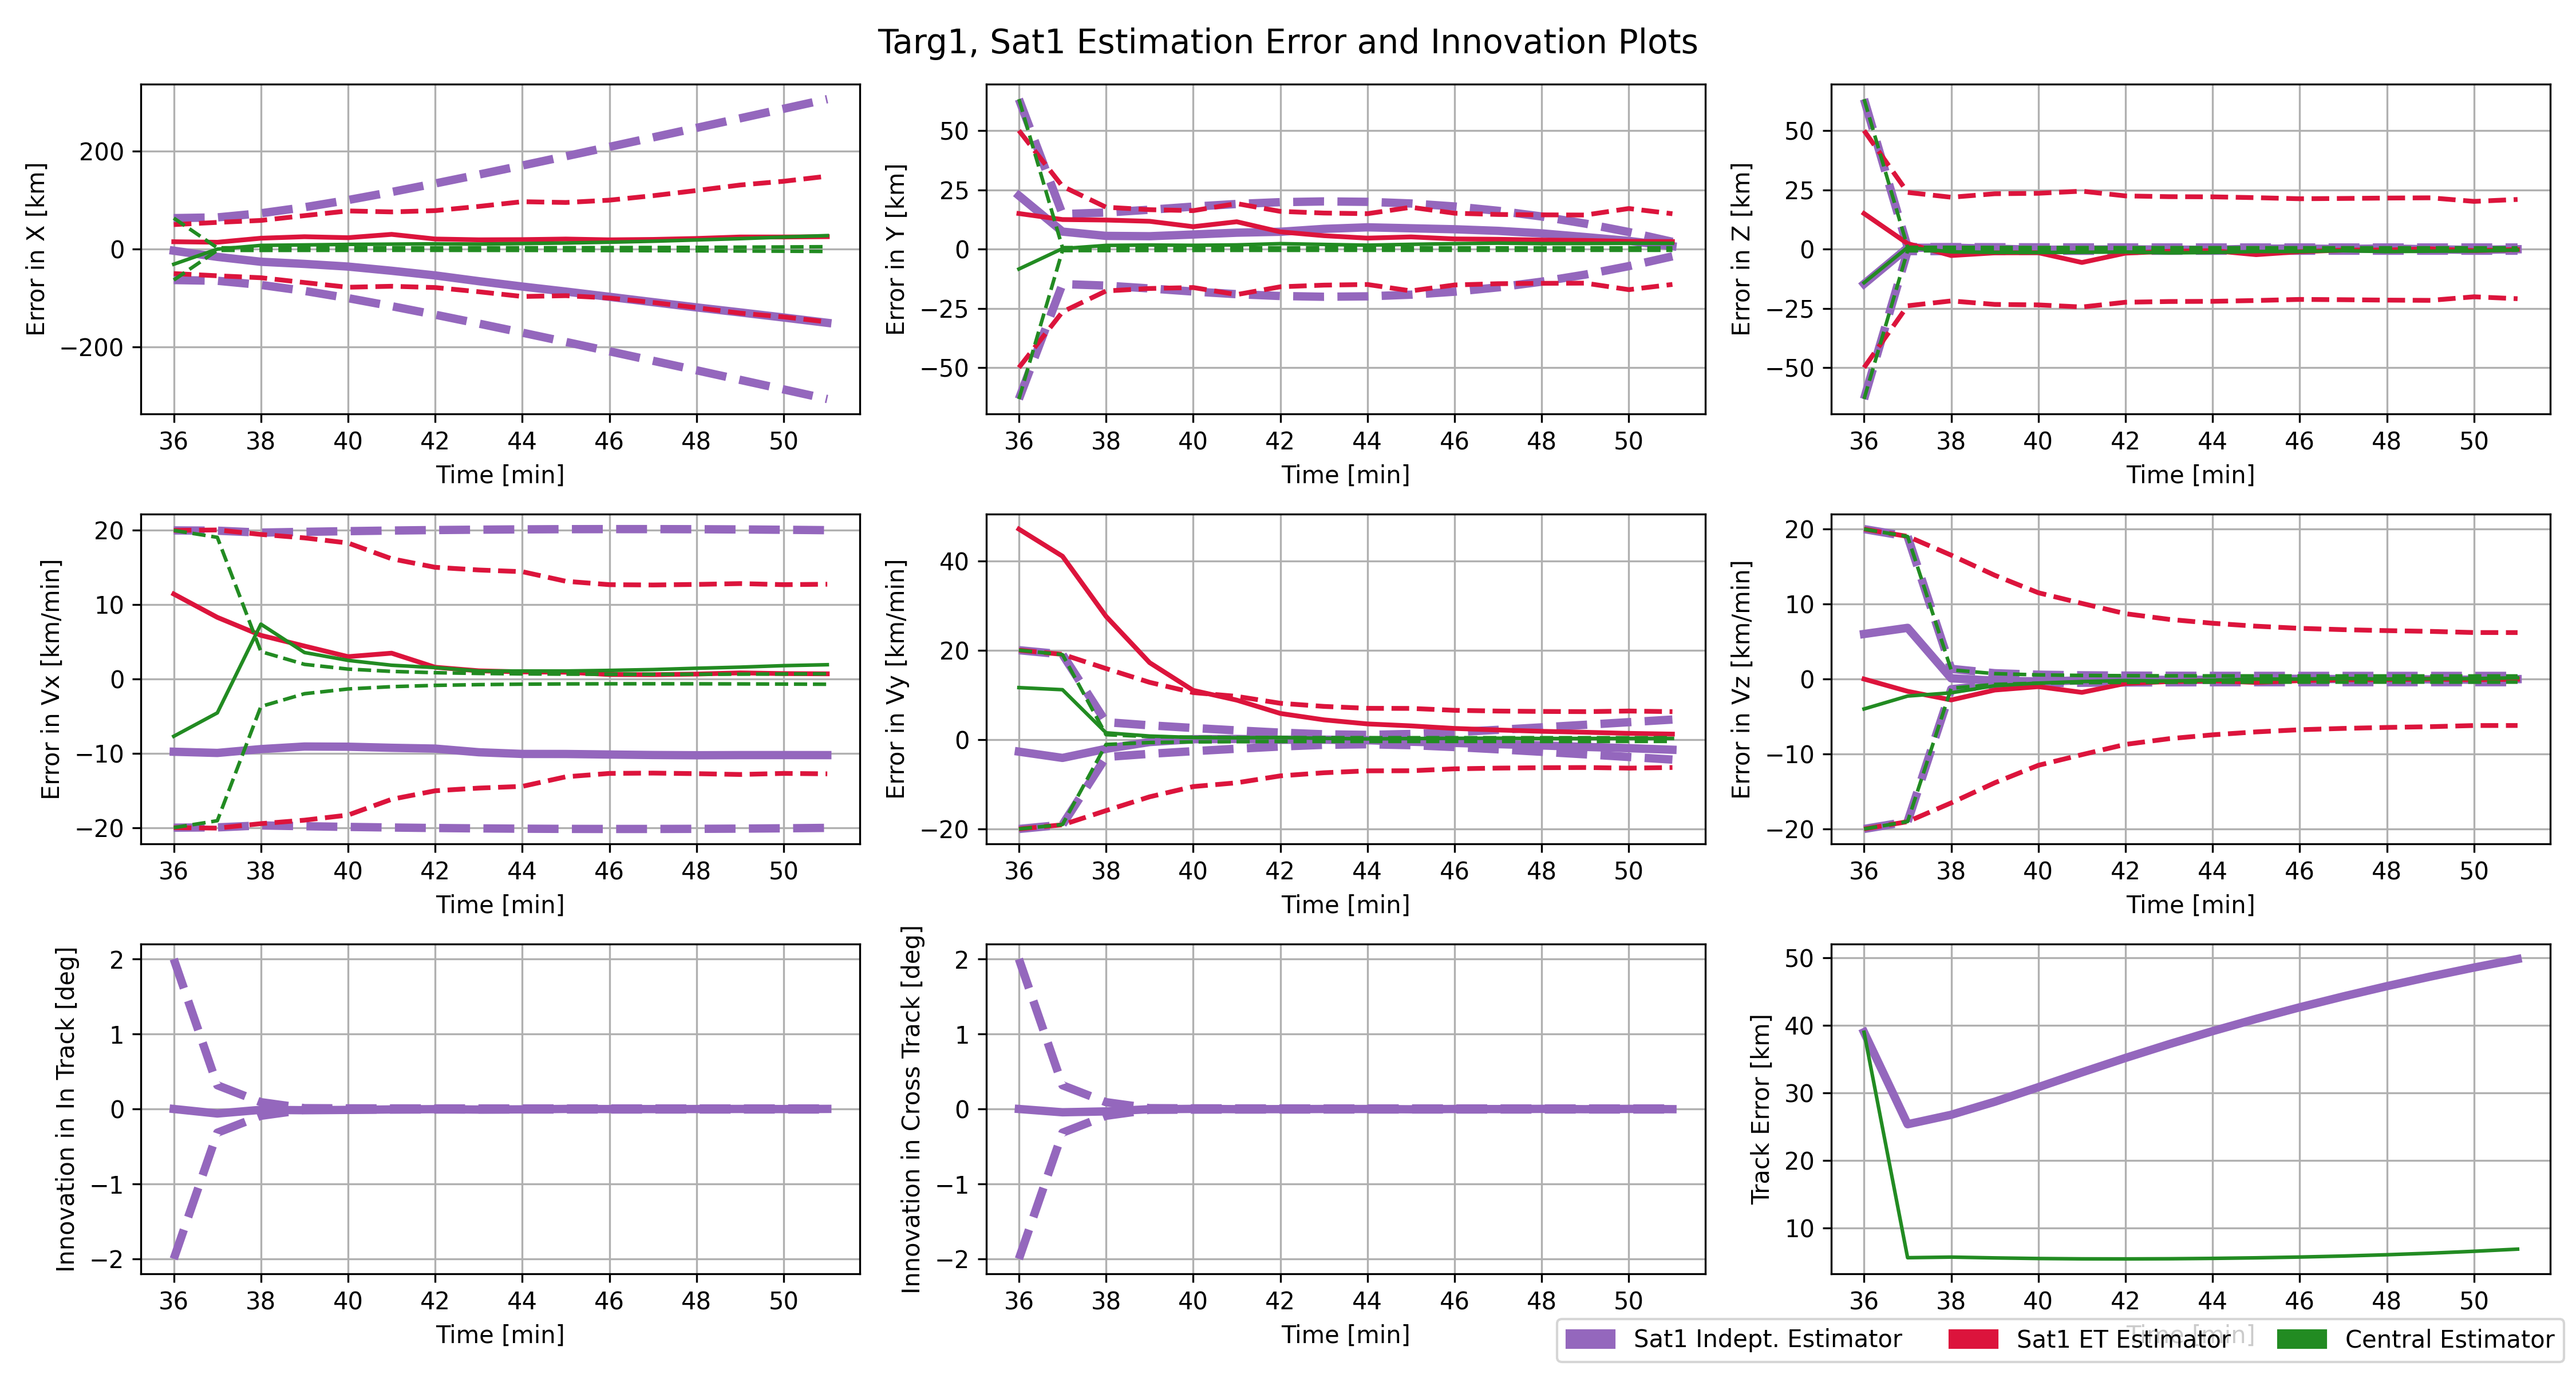 Targ1, Sat1 Estimation Error and Innovation Plots
Error in X [km]
200
0
−200
36 38 40 42 44 46 48 50
Time [min]
Error in Y [km]
50
25
0
−25
−50
36 38 40 42 44 46 48 50
Time [min]
Error in Z [km]
50
25
0
−25
−50
36 38 40 42 44 46 48 50
Time [min]
Error in Vx [km/min]
20
10
0
−10
−20
36 38 40 42 44 46 48 50
Time [min]
Error in Vy [km/min]
40
20
0
−20
36 38 40 42 44 46 48 50
Time [min]
Error in Vz [km/min]
20
10
0
−10
−20
36 38 40 42 44 46 48 50
Time [min]
Innovation in In Track [deg]
2
1
0
−1
−2
36 38 40 42 44 46 48 50
Time [min]
Innovation in Cross Track [deg]
2
1
0
−1
−2
36 38 40 42 44 46 48 50
Time [min]
Track Error [km]
50
40
30
20
10
36 38 40 42 44 46 48 50
Time [min]
Sat1 Indept. Estimator Sat1 ET Estimator Central Estimator